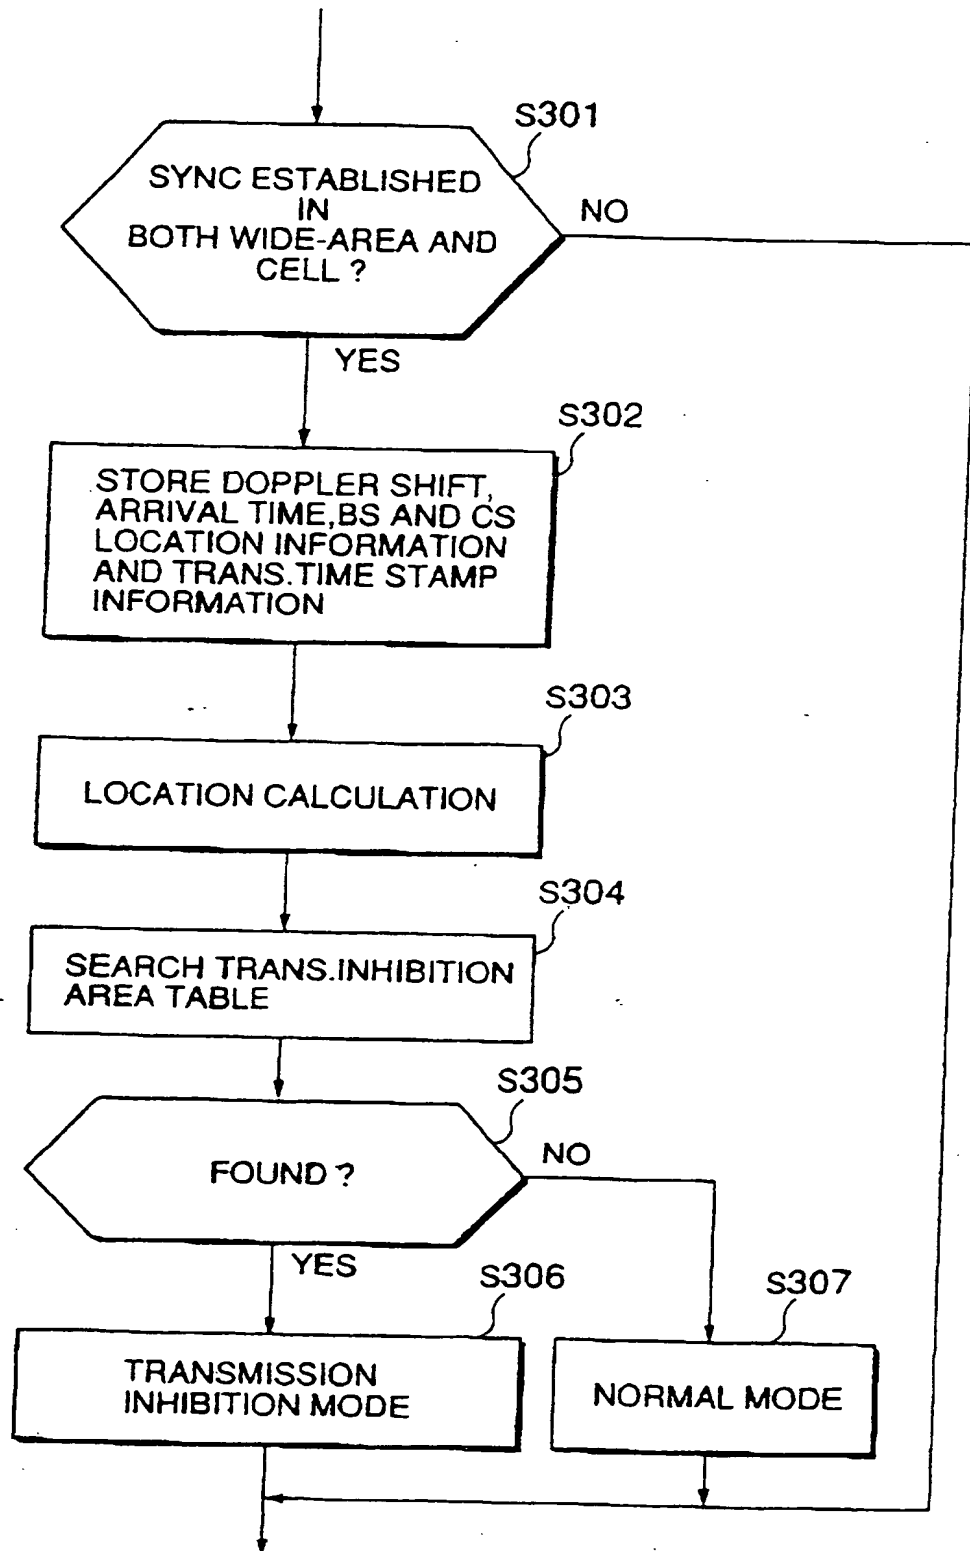 S301
SYNC ESTABLISHED
IN
BOTH WIDE-AREA AND
CELL ?
NO
YES
S302
STORE DOPPLER SHIFT,
ARRIVAL TIME,BS AND CS
LOCATION INFORMATION
AND TRANS.TIME STAMP
INFORMATION
S303
LOCATION CALCULATION
S304
SEARCH TRANS.INHIBITION
AREA TABLE
S305
FOUND ?
NO
YES
S306
TRANSMISSION
INHIBITION MODE
S307
NORMAL MODE